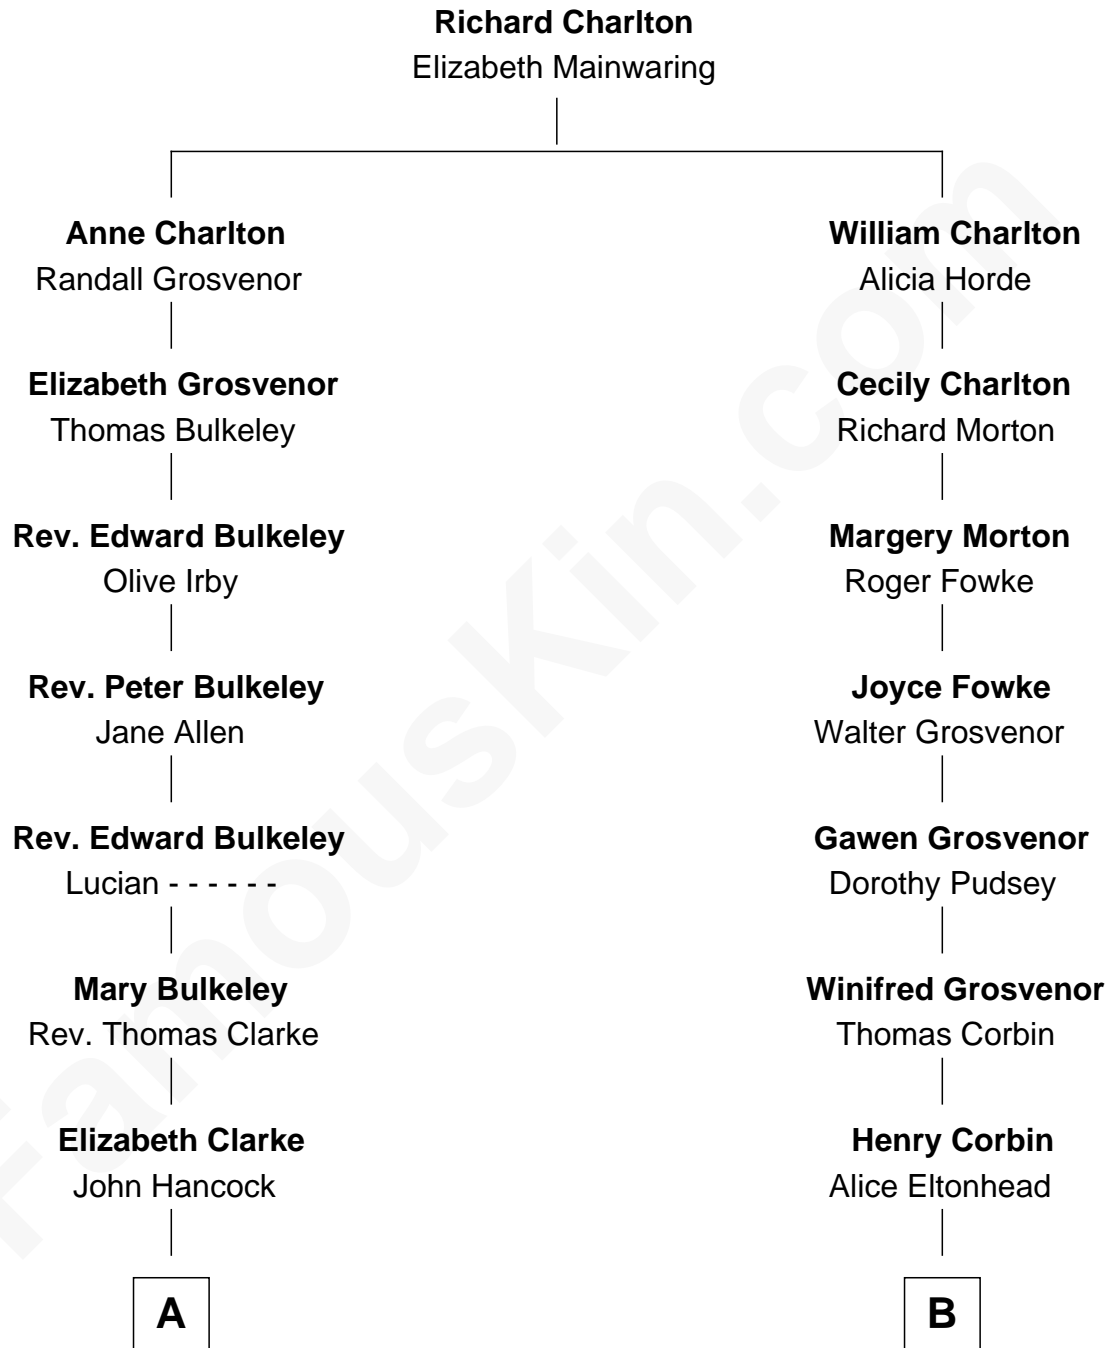 Richard Charlton
Elizabeth Mainwaring
Anne Charlton
Randall Grosvenor
William Charlton
Alicia Horde
Elizabeth Grosvenor
Thomas Bulkeley
Cecily Charlton
Richard Morton
Rev. Edward Bulkeley
Olive Irby
Margery Morton
Roger Fowke
Rev. Peter Bulkeley
Jane Allen
Joyce Fowke
Walter Grosvenor
Rev. Edward Bulkeley
Lucian - - - - - -
Gawen Grosvenor
Dorothy Pudsey
Mary Bulkeley
Rev. Thomas Clarke
Winifred Grosvenor
Thomas Corbin
Elizabeth Clarke
John Hancock
Henry Corbin
Alice Eltonhead
A
B
FamousKin.com